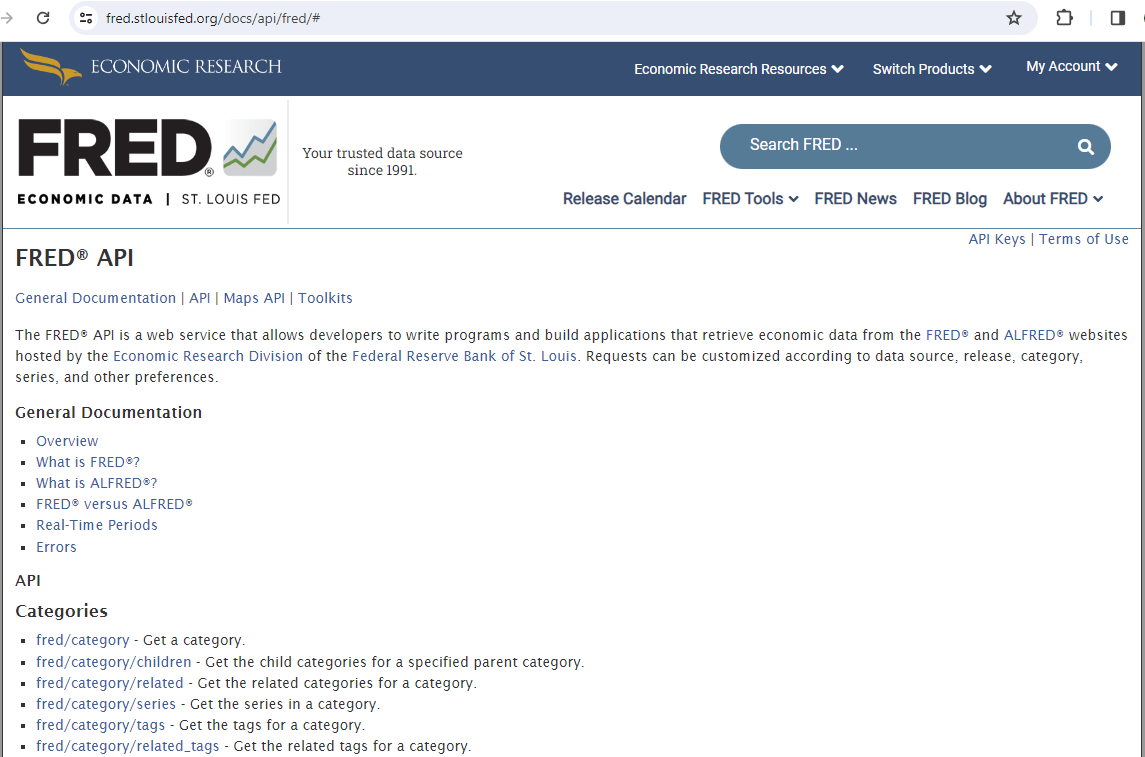 fred.stlouisfed.org/docs/api/fred/#
ECONOMIC RESEARCH
Economic Research Resources
Switch Products
My Account
FRED®
ECONOMIC DATA | ST. LOUIS FED
Your trusted data source
since 1991.
Search FRED ...
Release Calendar
FRED Tools
FRED News
FRED Blog
About FRED
API Keys | Terms of Use
FRED® API
General Documentation | API | Maps API | Toolkits
The FRED® API is a web service that allows developers to write programs and build applications that retrieve economic data from the FRED® and ALFRED® websites
hosted by the Economic Research Division of the Federal Reserve Bank of St. Louis. Requests can be customized according to data source, release, category,
series, and other preferences.
General Documentation
Overview
What is FRED®?
What is ALFRED®?
FRED® versus ALFRED®
Real-Time Periods
Errors
API
Categories
fred/category - Get a category.
fred/category/children - Get the child categories for a specified parent category.
fred/category/related - Get the related categories for a category.
fred/category/series - Get the series in a category.
fred/category/tags - Get the tags for a category.
fred/category/related_tags - Get the related tags for a category.